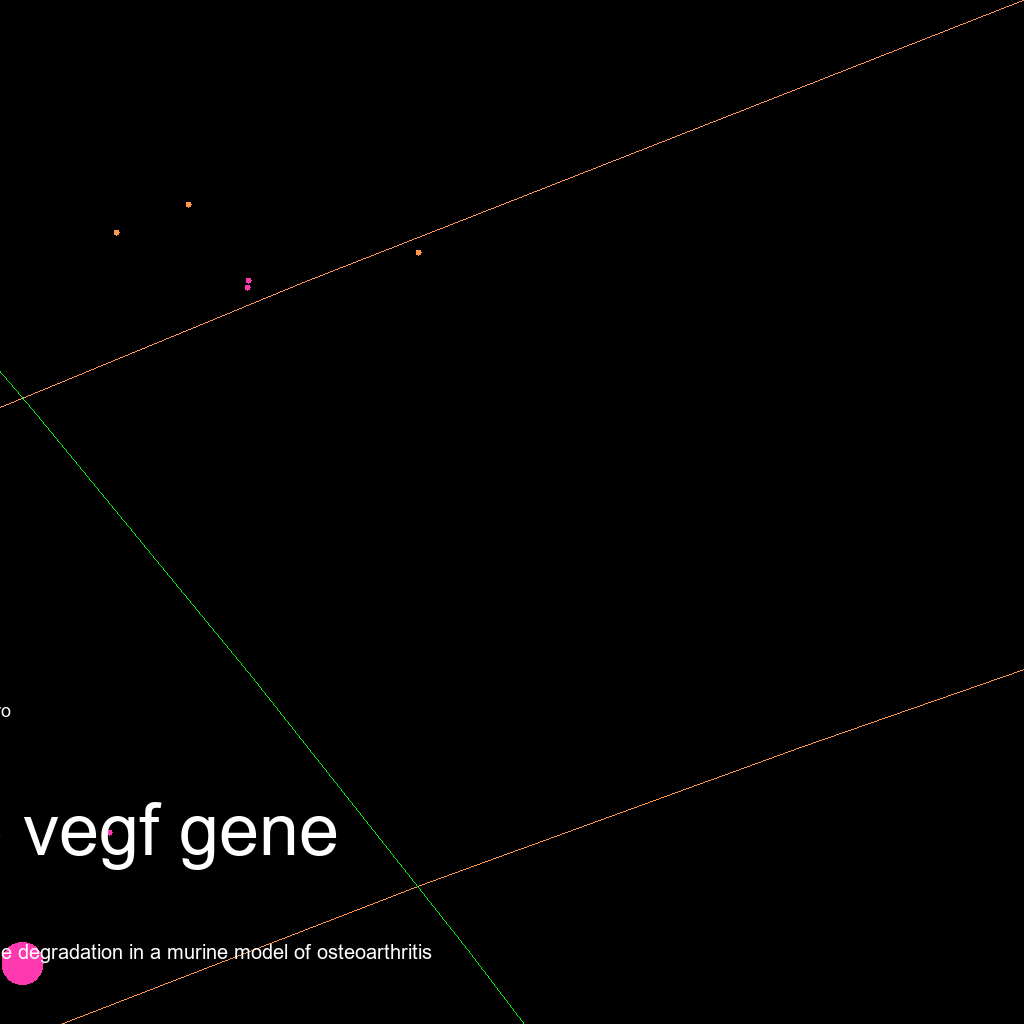 vegf gene
degradation in a murine model of osteoarthritis